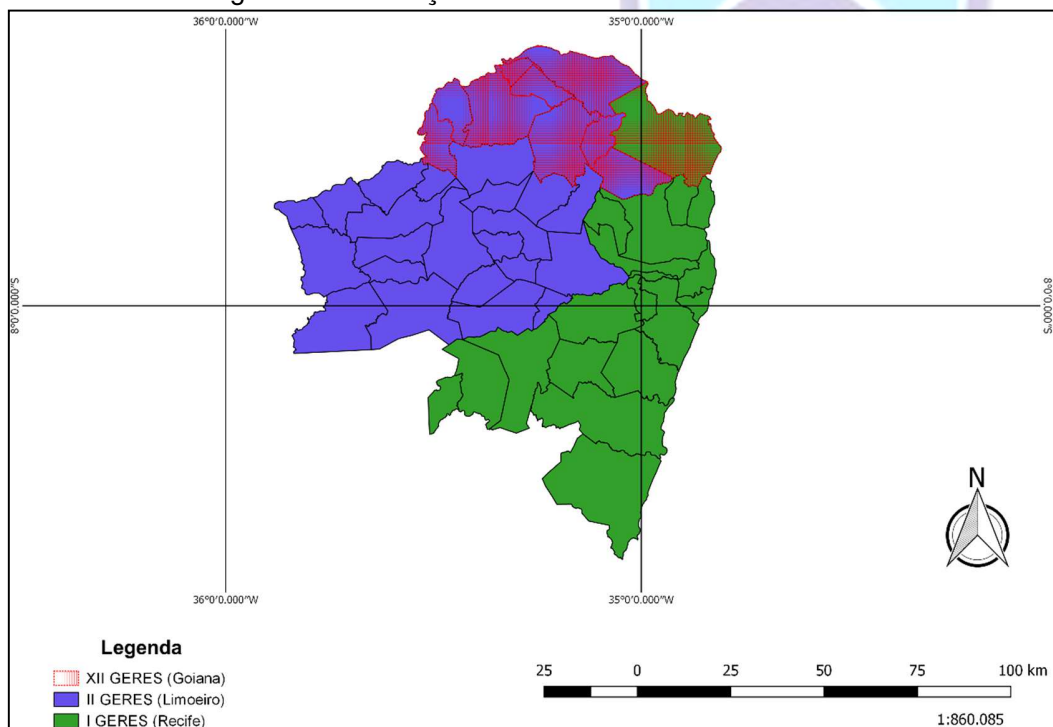 36°0'0.000"W 35°0'0.000"W
8°0'0.000"S 8°0'0.000"S
36°0'0.000"W 35°0'0.000"W
N
Legenda
XII GERES (Goiana)
II GERES (Limoeiro)
I GERES (Recife)
25 0 25 50 75 100 km
1:860.085